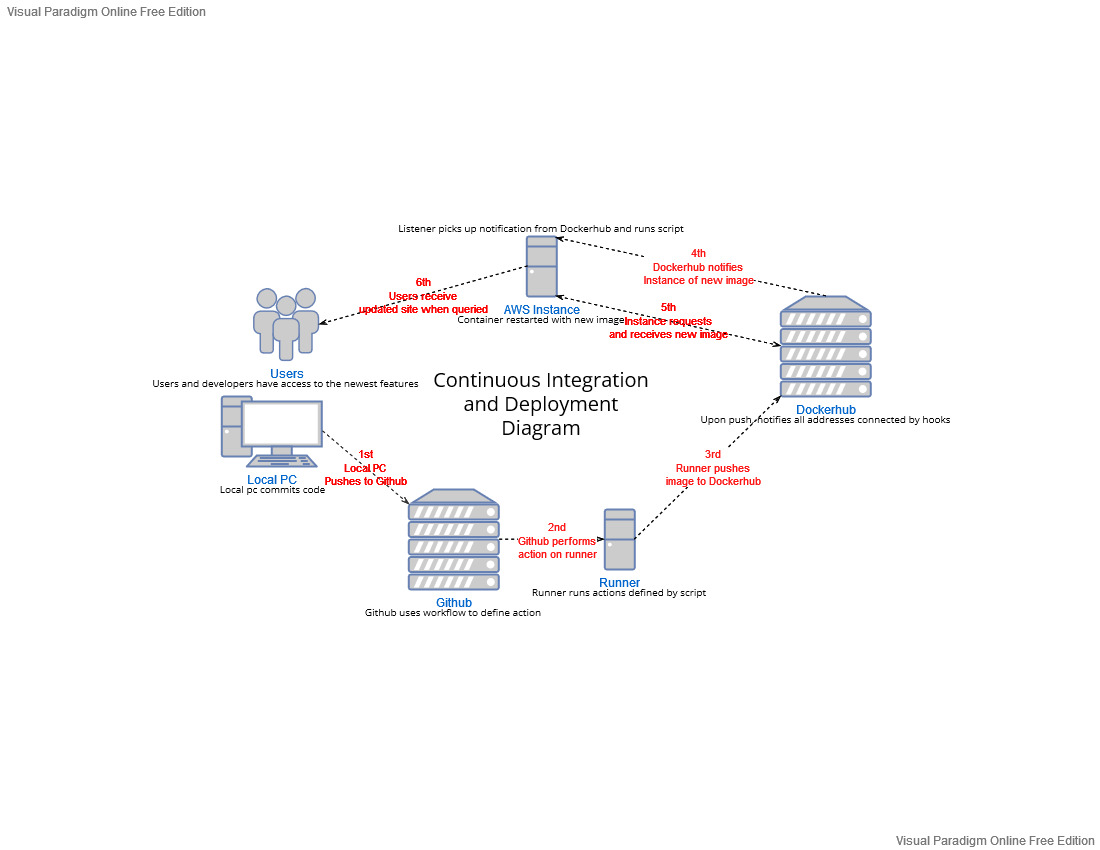 Visual Paradigm Online Free Edition
Listener picks up notification from Dockerhub and runs script
4th
Dockerhub notifies
Instance of new image
6th
Users receive
updated site when queried
AWS Instance
Container restarted with new image
5th
Instance requests
and receives new image
Users
Users and developers have access to the newest features
Continuous Integration
and Deployment
Diagram
Dockerhub
Upon push, notifies all addresses connected by hooks
1st
Local PC
Pushes to Github
Local PC
Local pc commits code
3rd
Runner pushes
image to Dockerhub
2nd
Github performs
action on runner
Runner
Runner runs actions defined by script
Github
Github uses workflow to define action
Visual Paradigm Online Free Edition